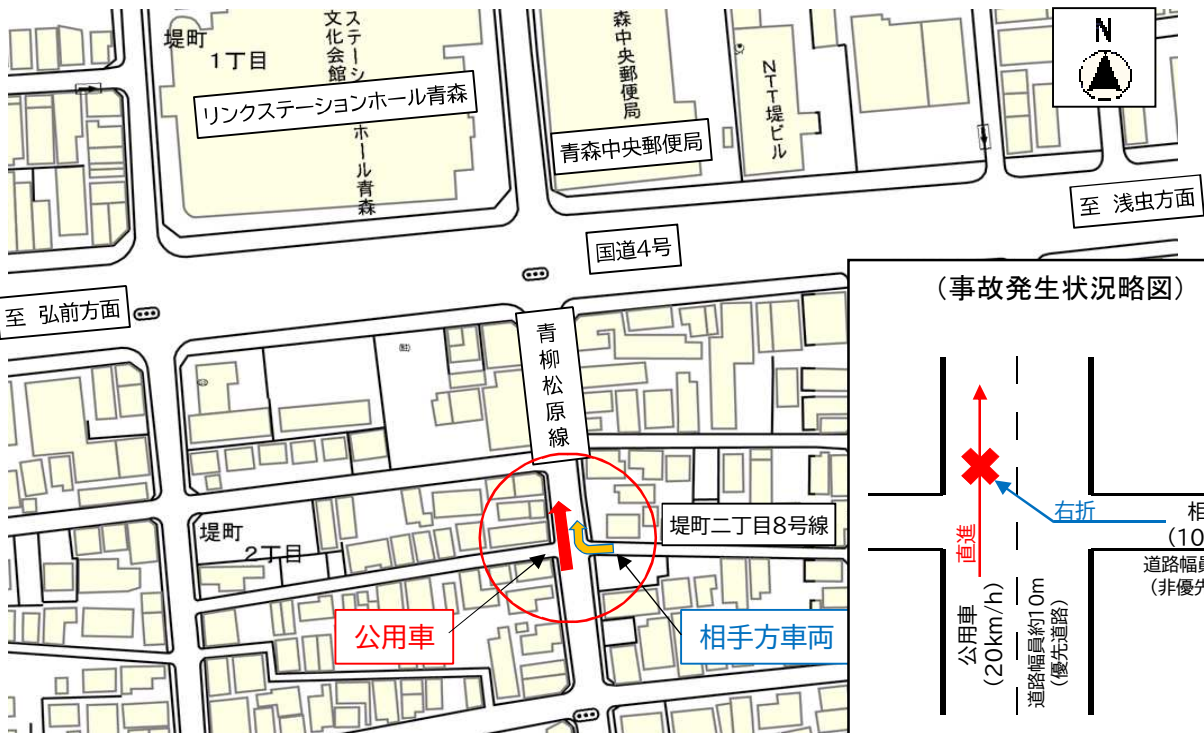 堤町
1丁目
ステーシ
ホール青森
文化会館
リンクステーションホール青森
森中央郵便局
青森中央郵便局
NTT堤ビル
N
至 浅虫方面
国道4号
至 弘前方面
青柳松原線
堤町二丁目8号線
堤町
2丁目
公用車
相手方車両
（事故発生状況略図）
右折
直進
相
（10
道路幅員
（非優先
公用車
（20km/h）
道路幅員約10m
（優先道路）